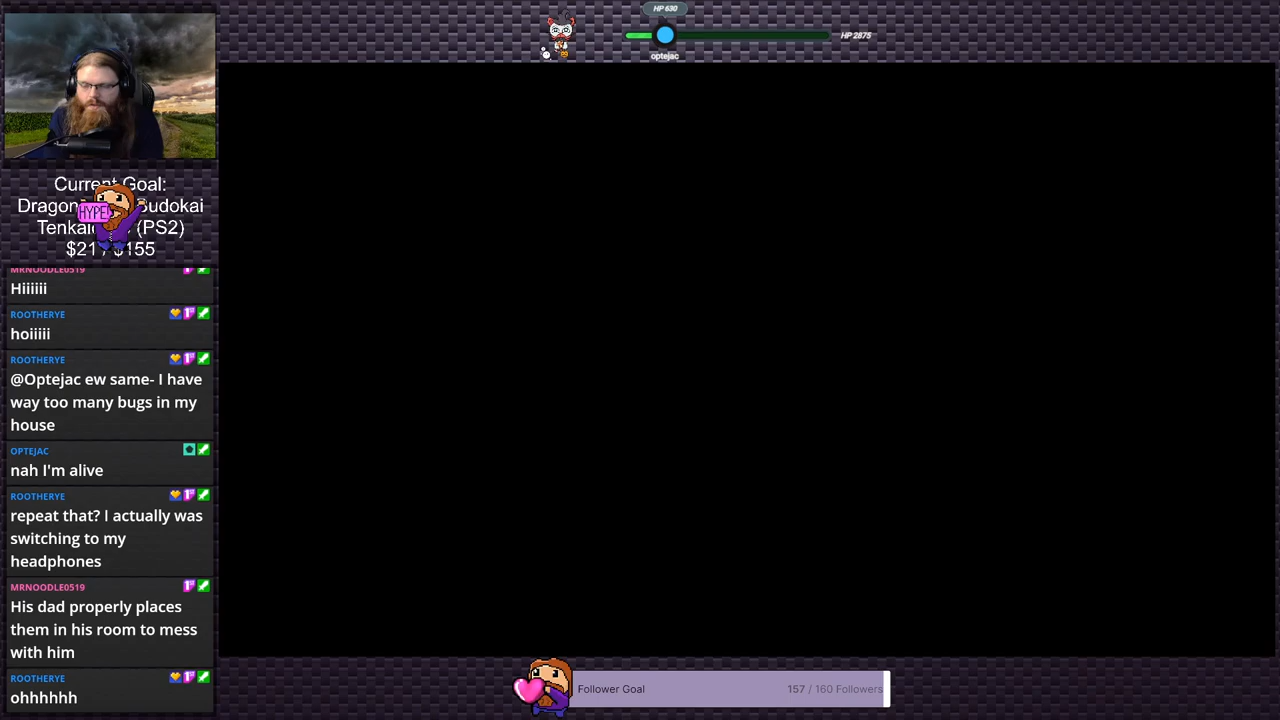 HP 630
HP 2875
optejac
Current Goal:
Dragon Budokai
(PS2)
HYPE!
$21 / $155
MRNOODLE0519
Hiiiiii
ROOTHERYE
hoiiiii
ROOTHERYE
@Optejac ew same- I have
way too many bugs in my
house
OPTEJAC
nah I'm alive
ROOTHERYE
repeat that? I actually was
switching to my
headphones
MRNOODLE0519
His dad properly places
them in his room to mess
with him
ROOTHERYE
ohhhhhh
Follower Goal
157 / 160 Followers